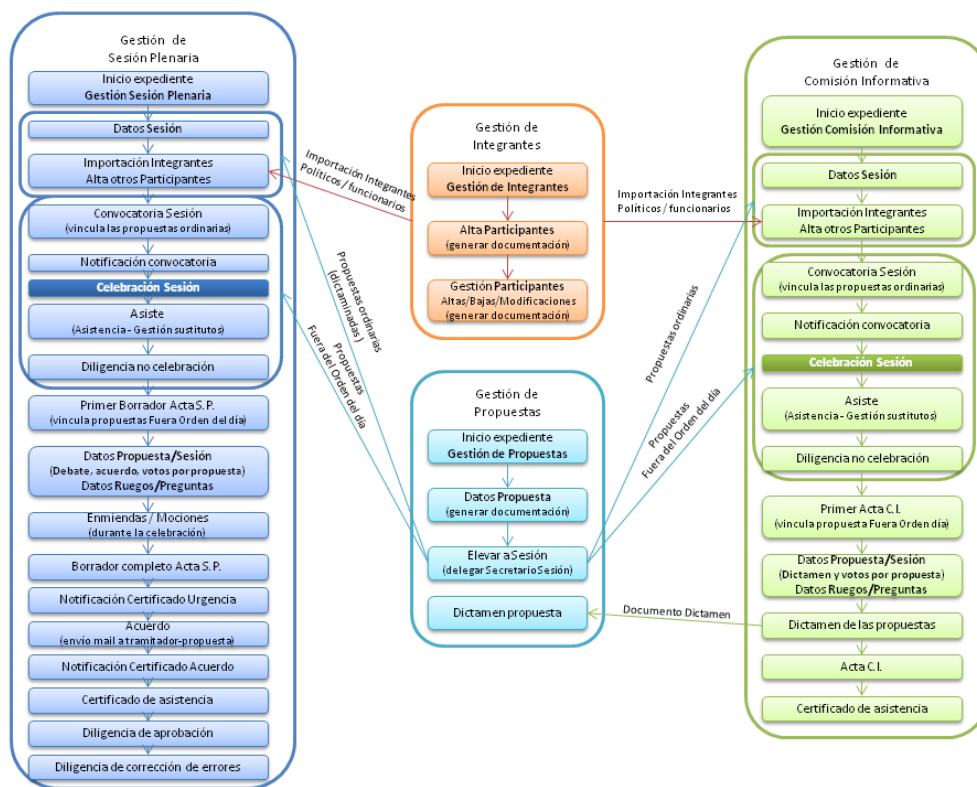 Gestión de
Sesión Plenaria
Inicio expediente
Gestión Sesión Plenaria
Datos Sesión
Importación Integrantes
Alta otros Participantes
Convocatoria Sesión
(vincula las propuestas ordinarias)
Notificación convocatoria
Celebración Sesión
Asiste
(Asistencia - Gestión sustitutos)
Diligencia no celebración
Primer Borrador Acta S.P.
(vincula propuestas Fuera Orden del día)
Datos Propuesta/Sesión
(Debate, acuerdo, votos por propuesta)
Datos Ruegos/Preguntas
Enmiendas / Mociones
(durante la celebración)
Borrador completo Acta S.P.
Notificación Certificado Urgencia
Acuerdo
(envío mail a tramitador-propuesta)
Notificación Certificado Acuerdo
Certificado de asistencia
Diligencia de aprobación
Diligencia de corrección de errores
Importación Integrantes
Políticos / funcionarios
Propuestas ordinarias
(dictaminadas)
Propuestas
Fuera del Orden del día
Gestión de
Integrantes
Inicio expediente
Gestión de Integrantes
Alta Participantes
(generar documentación)
Gestión Participantes
Altas/Bajas/Modificaciones
(generar documentación)
Gestión de
Propuestas
Inicio expediente
Gestión de Propuestas
Datos Propuesta
(generar documentación)
Elevar a Sesión
(delegar Secretario Sesión)
Dictamen propuesta
Importación Integrantes
Políticos / funcionarios
Propuestas ordinarias
Propuestas
Fuera del Orden del día
Documento Dictamen
Gestión de
Comisión Informativa
Inicio expediente
Gestión Comisión Informativa
Datos Sesión
Importación Integrantes
Alta otros Participantes
Convocatoria Sesión
(vincula las propuestas ordinarias)
Notificación convocatoria
Celebración Sesión
Asiste
(Asistencia - Gestión sustitutos)
Diligencia no celebración
Primer Acta C.I.
(vincula propuesta Fuera Orden día)
Datos Propuesta/Sesión
(Dictamen y votos por propuesta)
Datos Ruegos/Preguntas
Dictamen de las propuestas
Acta C.I.
Certificado de asistencia